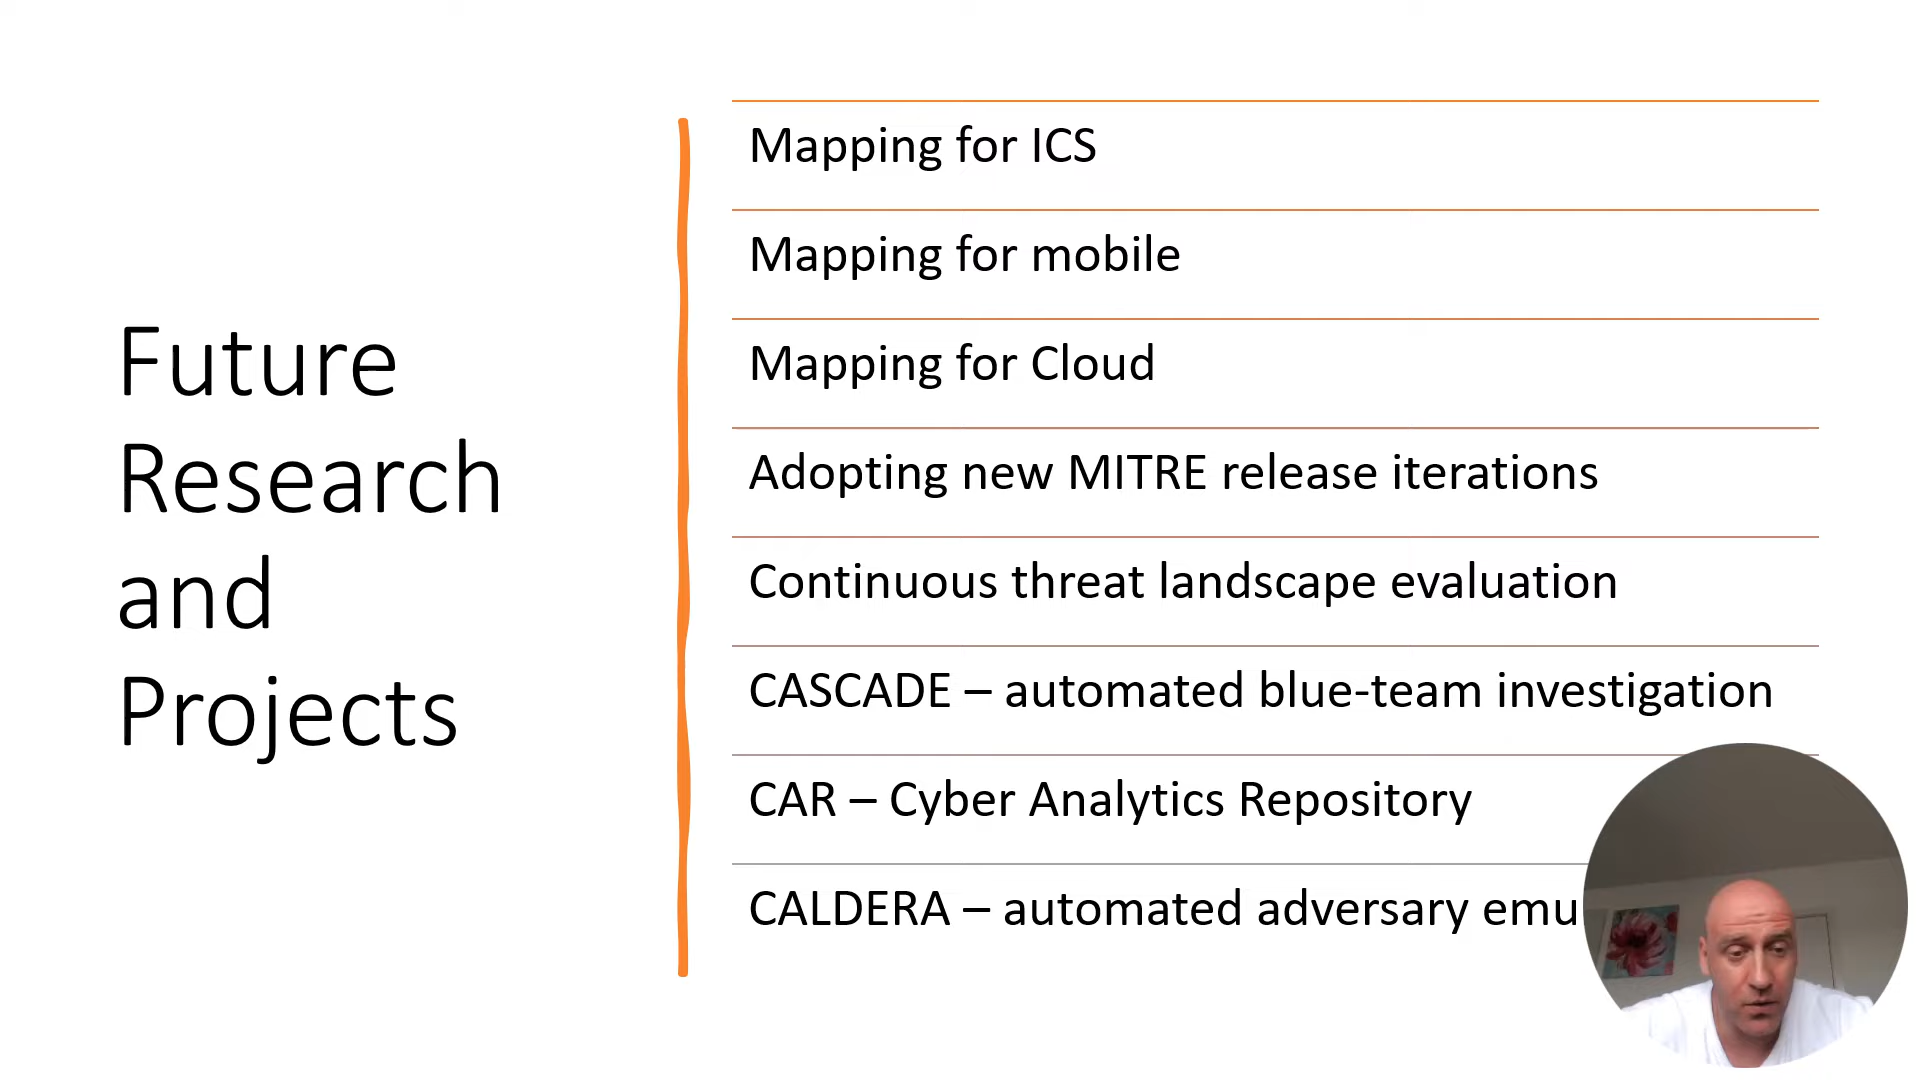 Future
Research
and
Projects
Mapping for ICS
Mapping for mobile
Mapping for Cloud
Adopting new MITRE release iterations
Continuous threat landscape evaluation
CASCADE – automated blue-team investigation
CAR – Cyber Analytics Repository
CALDERA – automated adversary